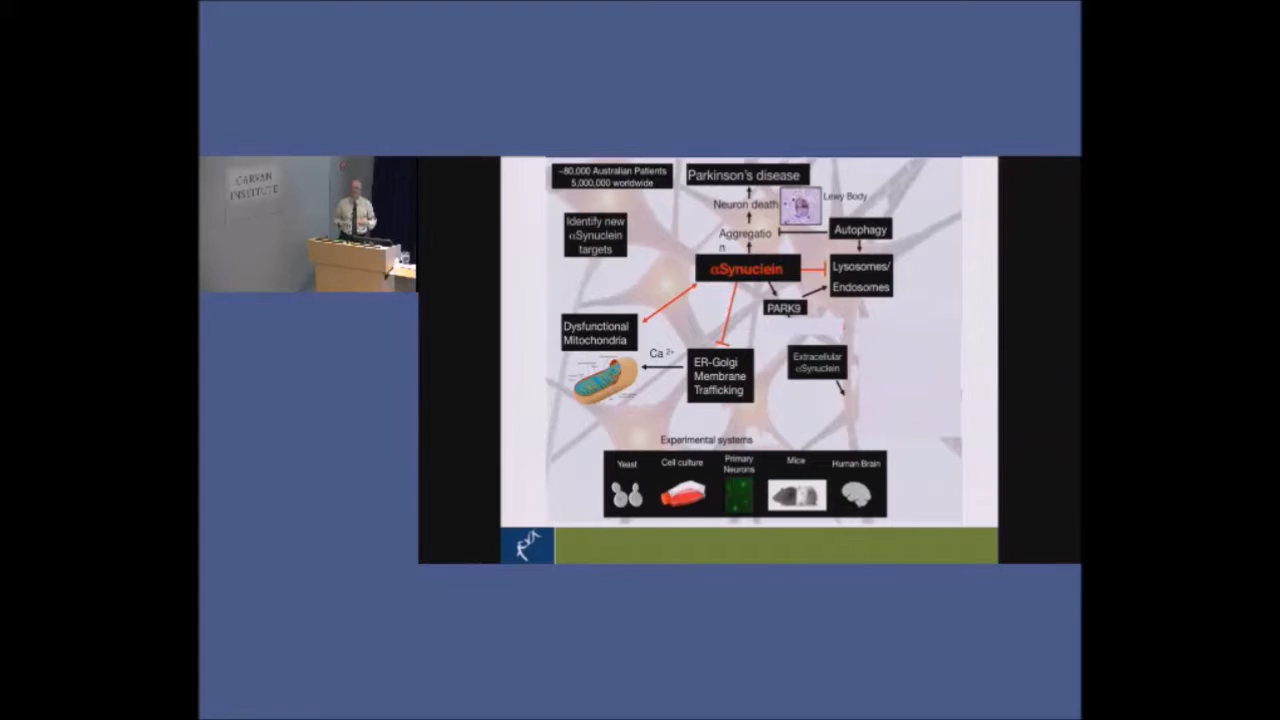 GARVAN
INSTITUTE
~80,000 Australian Patients
5,000,000 worldwide
Parkinson's disease
Neuron death
Lewy Body
Identify new
αSynuclein
targets
Aggregatio
n
Autophagy
αSynuclein
Lysosomes/
Endosomes
PARK9
Dysfunctional
Mitochondria
Ca 2+
ER-Golgi
Membrane
Trafficking
Extracellular
αSynuclein
Experimental systems
Yeast
Cell culture
Primary
Neurons
Mice
Human Brain